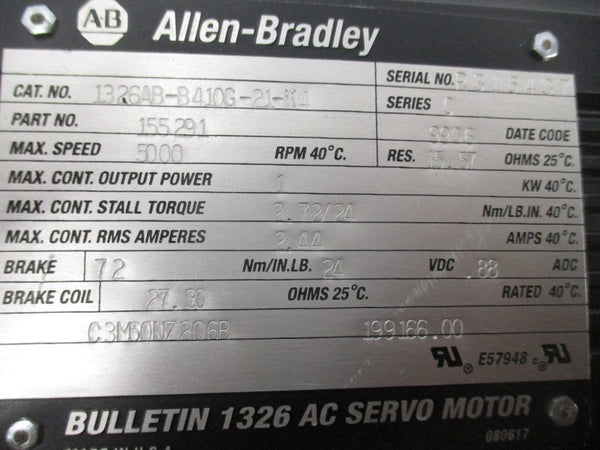 AB Allen-Bradley
SERIAL NO.
CAT. NO. 1326AB-B410G-21-K4 SERIES C
PART NO. 155291 9906 DATE CODE
MAX. SPEED 5000 RPM 40°C. RES. 15.57 OHMS 25°C.
MAX. CONT. OUTPUT POWER 1 KW 40°C.
MAX. CONT. STALL TORQUE 2.72/24 Nm/LB.IN. 40°C.
MAX. CONT. RMS AMPERES 2.44 AMPS 40°C.
BRAKE 72 Nm/IN.LB. 24 VDC .88 ADC
BRAKE COIL 27.30 OHMS 25°C. RATED 40°C.
199166.00
E57948
BULLETIN 1326 AC SERVO MOTOR
080617
MADE IN U.S.A.